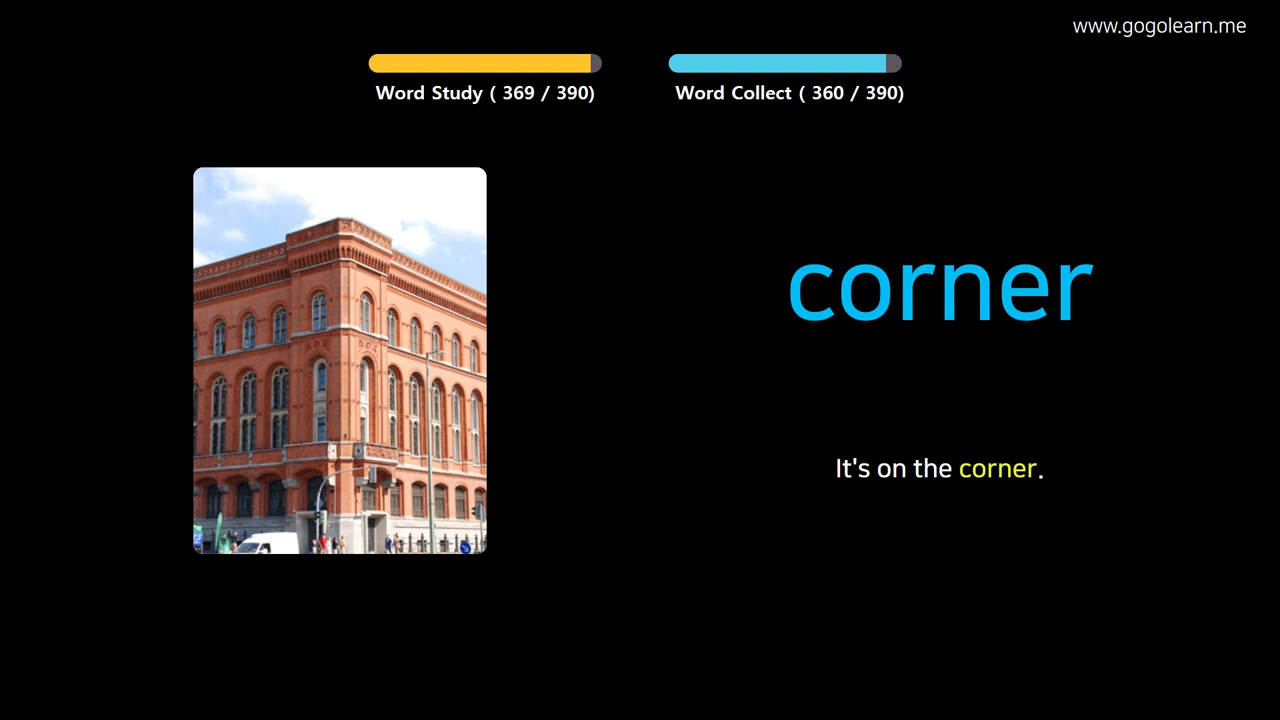 www.gogolearn.me
Word Study ( 369 / 390)
Word Collect ( 360 / 390)
corner
It's on the corner.